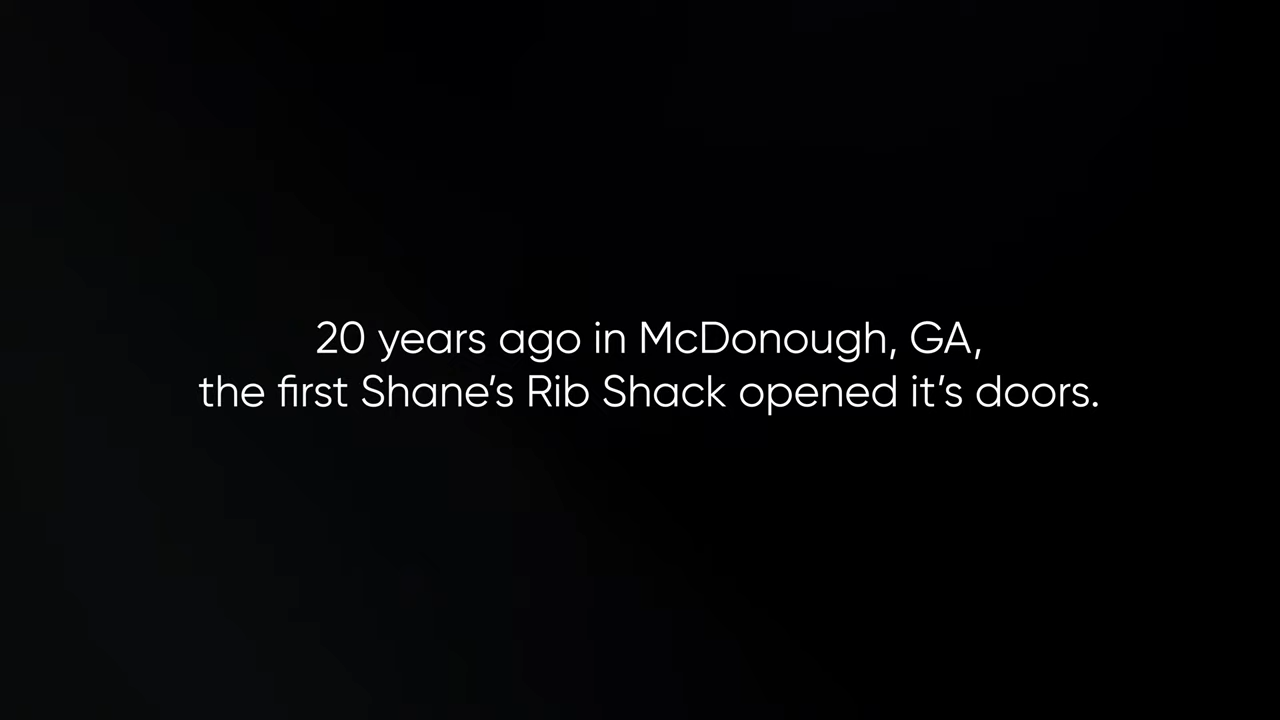 20 years ago in McDonough, GA,
the first Shane’s Rib Shack opened it’s doors.